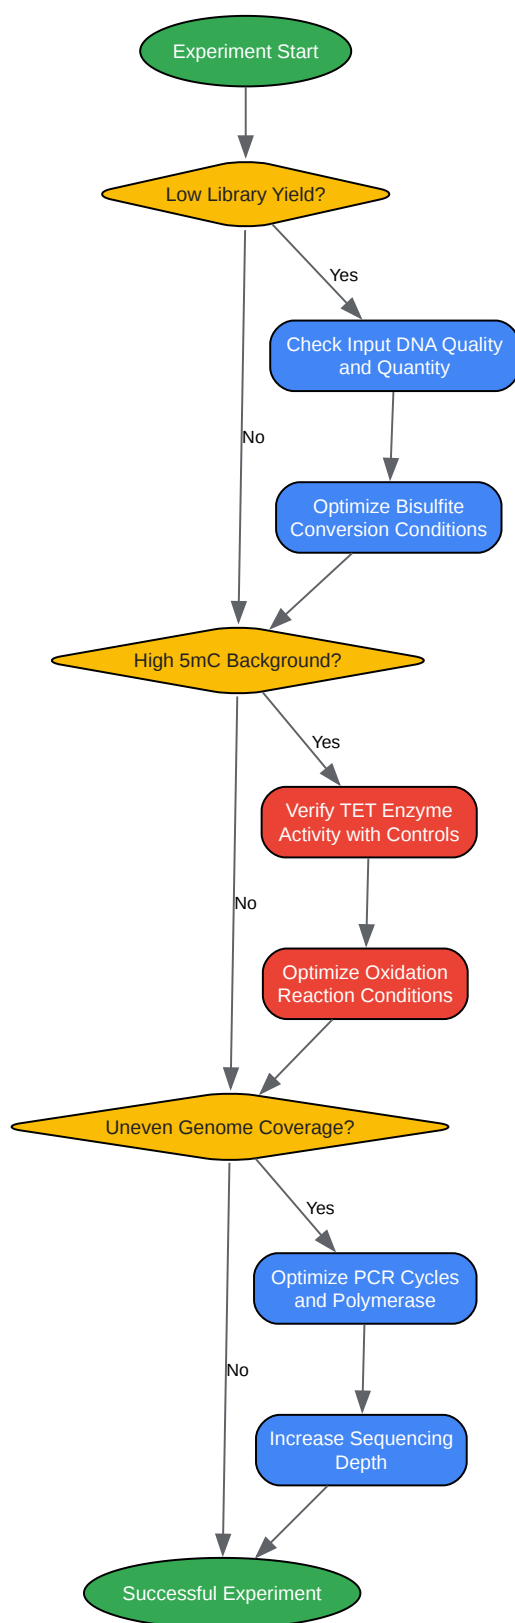 Experiment Start
Low Library Yield?
Yes
Check Input DNA Quality
and Quantity
No
Optimize Bisulfite
Conversion Conditions
High 5mC Background?
Yes
Verify TET Enzyme
Activity with Controls
No
Optimize Oxidation
Reaction Conditions
Uneven Genome Coverage?
Yes
Optimize PCR Cycles
and Polymerase
No
Increase Sequencing
Depth
Successful Experiment